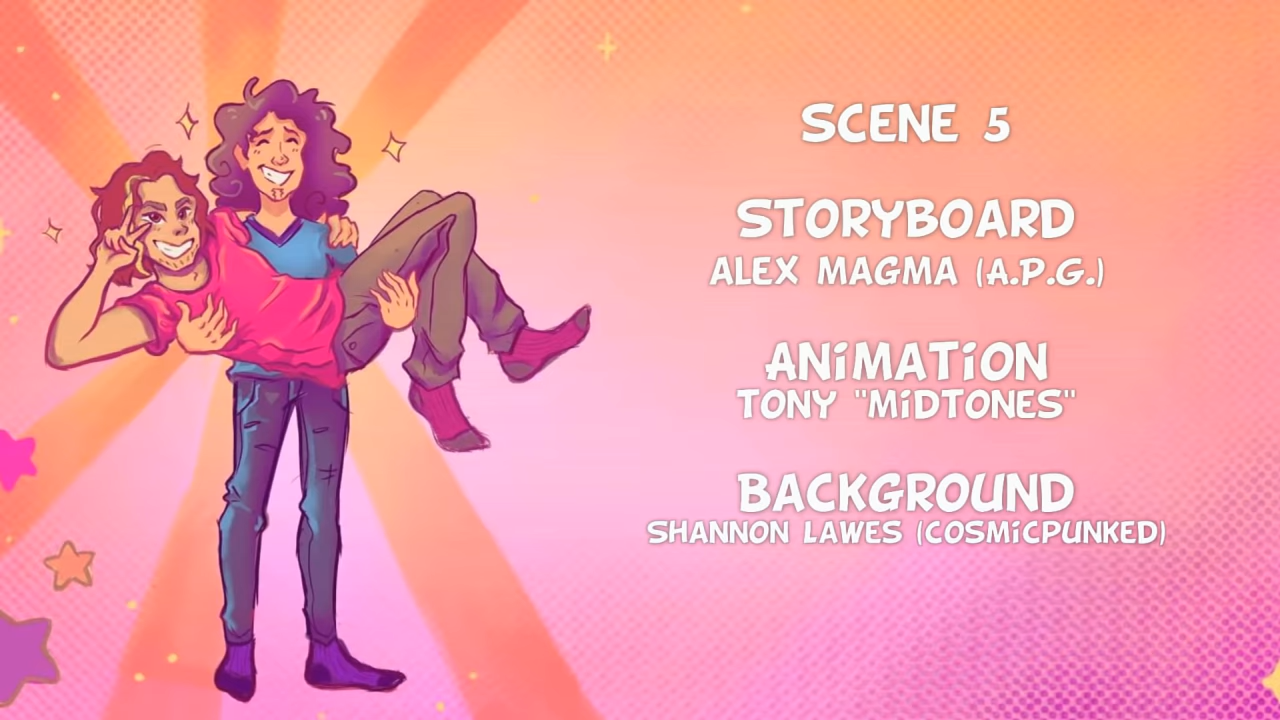 SCENE 5
STORYBOARD
ALEX MAGMA (A.P.G.)
ANiMATiON
TONY "MiDTONES"
BACKGROUND
SHANNON LAWES (COSMiCPUNKED)